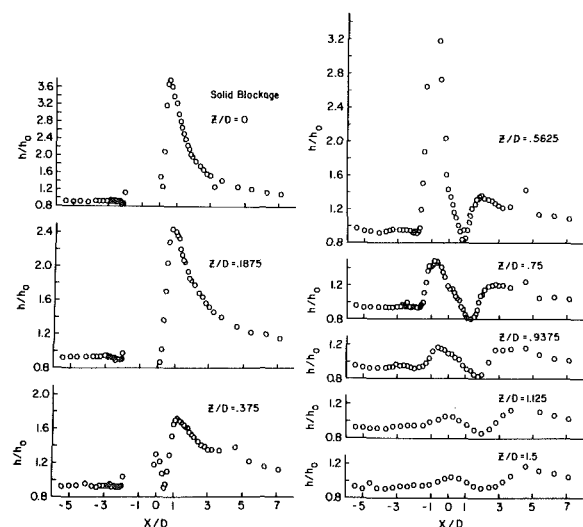 3.6
2.8
2.0
1.2
0.8
h/h0
Solid Blockage
Z/D = 0
2.4
2.0
1.6
1.2
0.8
h/h0
Z/D = .1875
2.0
1.6
1.2
0.8
h/h0
Z/D = .375
-5 -3 -1 0 1 3 5 7
X/D
3.2
2.8
2.4
2.0
1.6
1.2
0.8
h/h0
Z/D = .5625
1.6
1.2
0.8
h/h0
Z/D = .75
1.2
0.8
h/h0
Z/D = .9375
1.2
0.8
h/h0
Z/D = 1.125
1.2
0.8
h/h0
Z/D = 1.5
-5 -3 -1 0 1 3 5 7
X/D